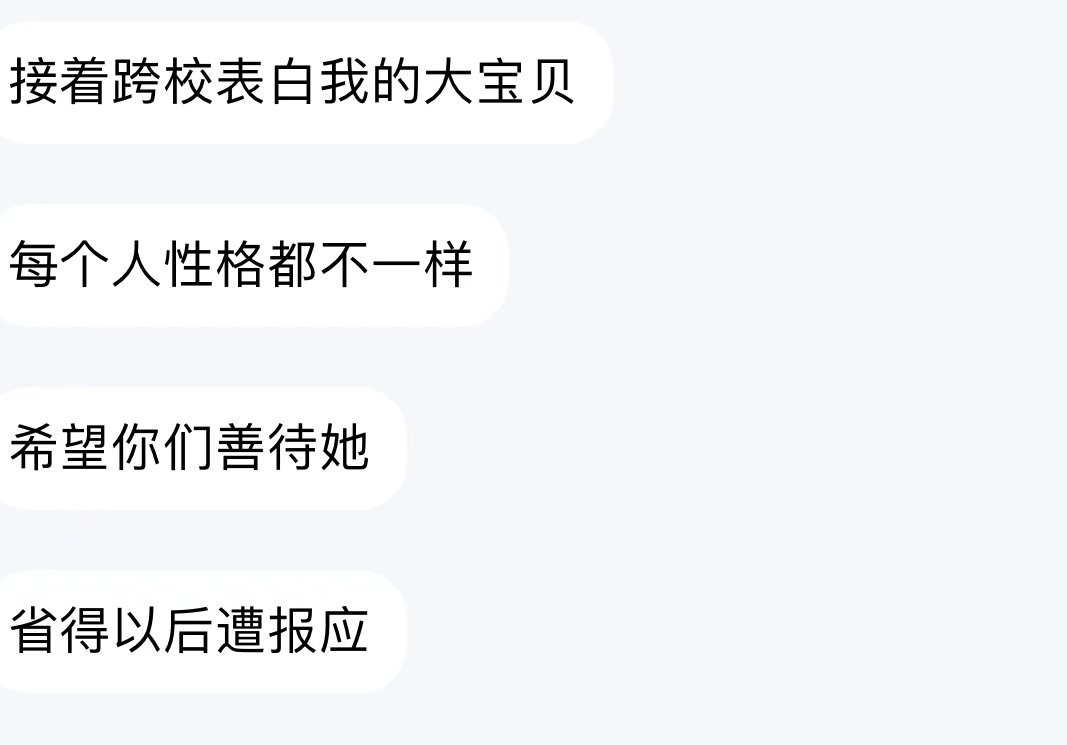 接着跨校表白我的大宝贝
每个人性格都不一样
希望你们善待她
省得以后遭报应